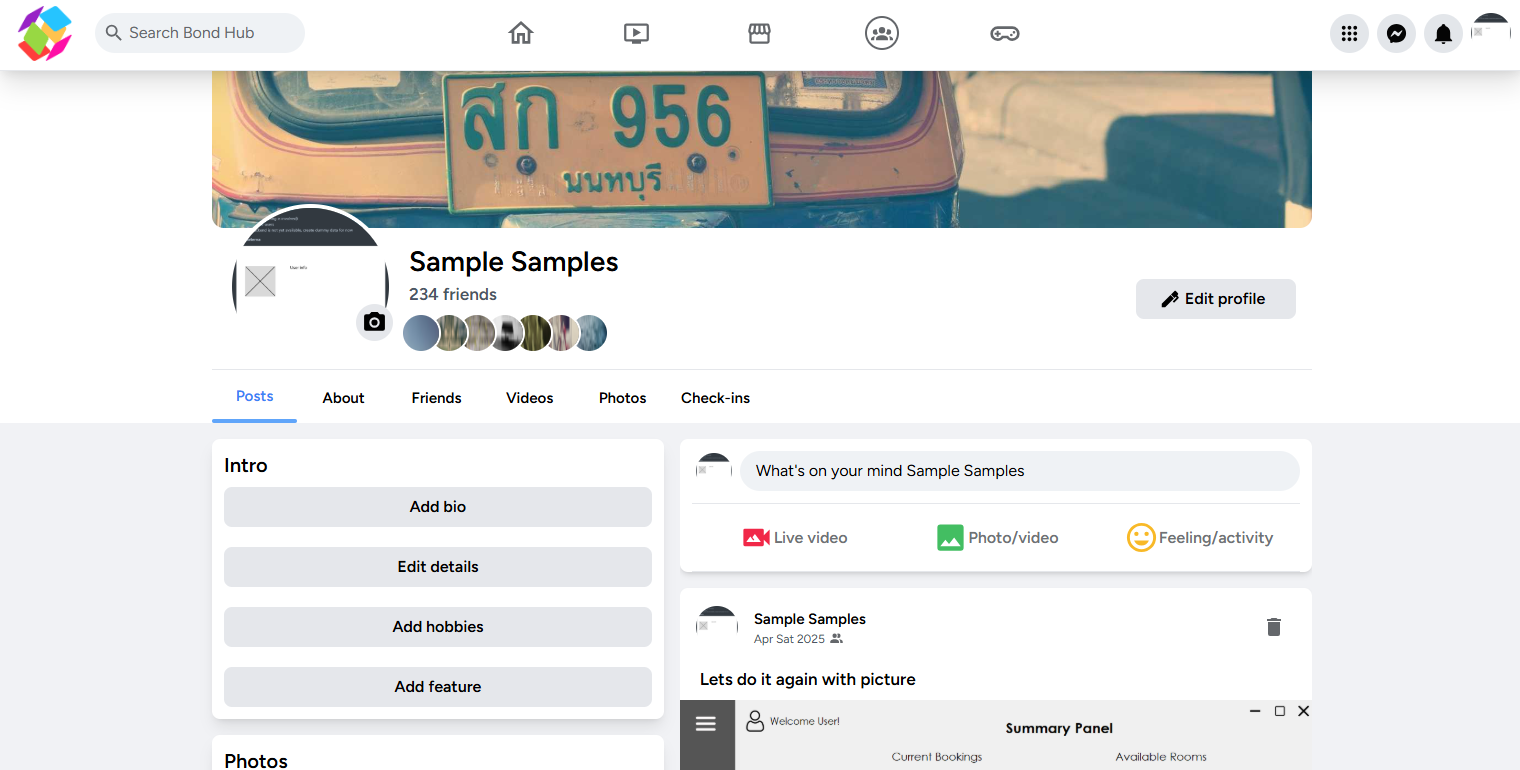 Search Bond Hub
สก 956
นนทบุรี
User Info
Sample Samples
234 friends
Edit profile
Posts
About
Friends
Videos
Photos
Check-ins
Intro
Add bio
Edit details
Add hobbies
Add feature
Photos
What's on your mind Sample Samples
Live video
Photo/video
Feeling/activity
Sample Samples
Apr Sat 2025
Lets do it again with picture
Welcome User!
Summary Panel
Current Bookings
Available Rooms